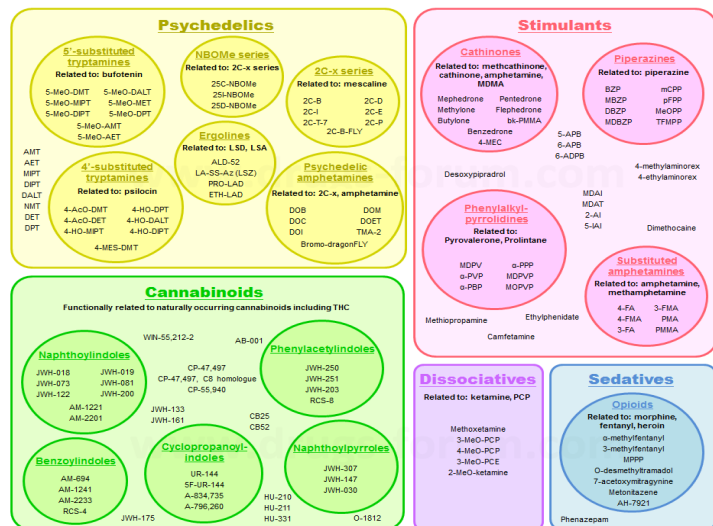 Psychedelics
5'-substituted
tryptamines
Related to: bufotenin
5-MeO-DMT 5-MeO-DALT
5-MeO-MIPT 5-MeO-MET
5-MeO-DIPT 5-MeO-DPT
5-MeO-AMT
5-MeO-AET
NBOMe series
Related to: 2C-x series
25C-NBOMe
25I-NBOMe
25D-NBOMe
2C-x series
Related to: mescaline
2C-B 2C-D
2C-I 2C-E
2C-T-7 2C-P
2C-B-FLY
Ergolines
Related to: LSD, LSA
ALD-52
LA-SS-Az (LSZ)
PRO-LAD
ETH-LAD
AMT
AET
MIPT
DIPT
DALT
NMT
DET
DPT
4'-substituted
tryptamines
Related to: psilocin
4-AcO-DMT 4-HO-DPT
4-AcO-DET 4-HO-DALT
4-HO-MIPT 4-HO-DIPT
4-MES-DMT
Psychedelic
amphetamines
Related to: 2C-x, amphetamine
DOB DOM
DOC DOET
DOI TMA-2
Bromo-dragonFLY
Stimulants
Cathinones
Related to: methcathinone,
cathinone, amphetamine,
MDMA
Mephedrone Pentedrone
Methylone Flephedrone
Butylone bk-PMMA
Benzedrone
4-MEC
Piperazines
Related to: piperazine
BZP mCPP
MBZP pFPP
DBZP MeOPP
MDBZP TFMPP
5-APB
6-APB
6-ADPB
Desoxypipradrol
4-methylaminorex
4-ethylaminorex
MDAI
MDAT
2-AI
5-IAI
Dimethocaine
Phenylalkyl-
pyrrolidines
Related to:
Pyrovalerone, Prolintane
MDPV α-PPP
α-PVP MDPVP
α-PBP MOPVP
Substituted
amphetamines
Related to: amphetamine,
methamphetamine
4-FA 3-FMA
4-FMA PMA
3-FA PMMA
Methiopropamine
Ethylphenidate
Camfetamine
Cannabinoids
Functionally related to naturally occurring cannabinoids including THC
WIN-55,212-2
AB-001
Naphthoylindoles
JWH-018 JWH-019
JWH-073 JWH-081
JWH-122 JWH-200
AM-1221
AM-2201
CP-47,497
CP-47,497, C8 homologue
CP-55,940
Phenylacetylindoles
JWH-250
JWH-251
JWH-203
RCS-8
JWH-133
JWH-161
CB25
CB52
Benzoylindoles
AM-694
AM-1241
AM-2233
RCS-4
Cyclopropanoyl-
indoles
UR-144
5F-UR-144
A-834,735
A-796,260
Naphthoylpyrroles
JWH-307
JWH-147
JWH-030
JWH-175
HU-210
HU-211
HU-331
O-1812
Dissociatives
Related to: ketamine, PCP
Methoxetamine
3-MeO-PCP
4-MeO-PCP
3-MeO-PCE
2-MeO-ketamine
Sedatives
Opioids
Related to: morphine,
fentanyl, heroin
α-methylfentanyl
3-methylfentanyl
MPPP
O-desmethyltramadol
7-acetoxymitragynine
Metonitazene
AH-7921
Phenazepam